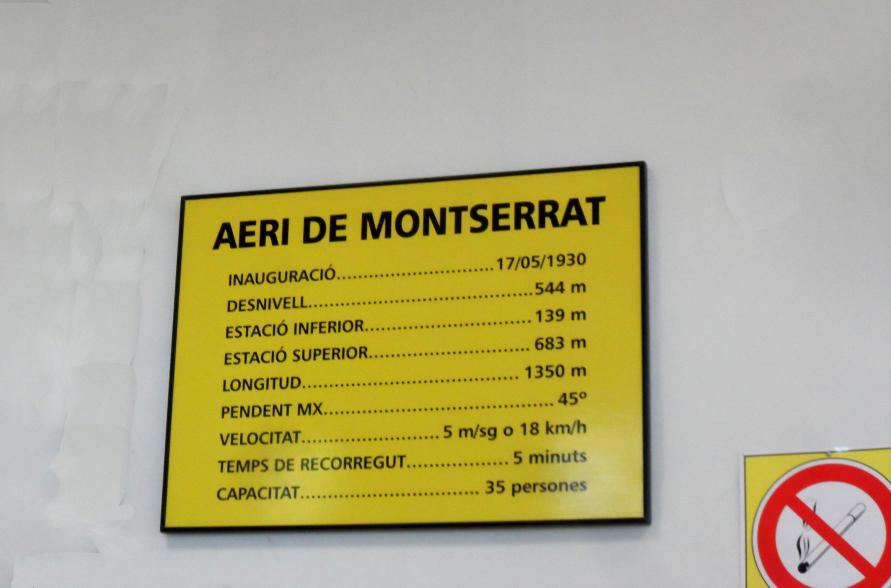 AERI DE MONTSERRAT
INAUGURACIÓ..............................17/05/1930
DESNIVELL...........................................544 m
ESTACIÓ INFERIOR................................ 139 m
ESTACIÓ SUPERIOR............................... 683 m
LONGITUD......................................... 1350 m
PENDENT MX........................................... 45º
VELOCITAT..........................5 m/sg o 18 km/h
TEMPS DE RECORREGUT................... 5 minuts
CAPACITAT.................................. 35 persones